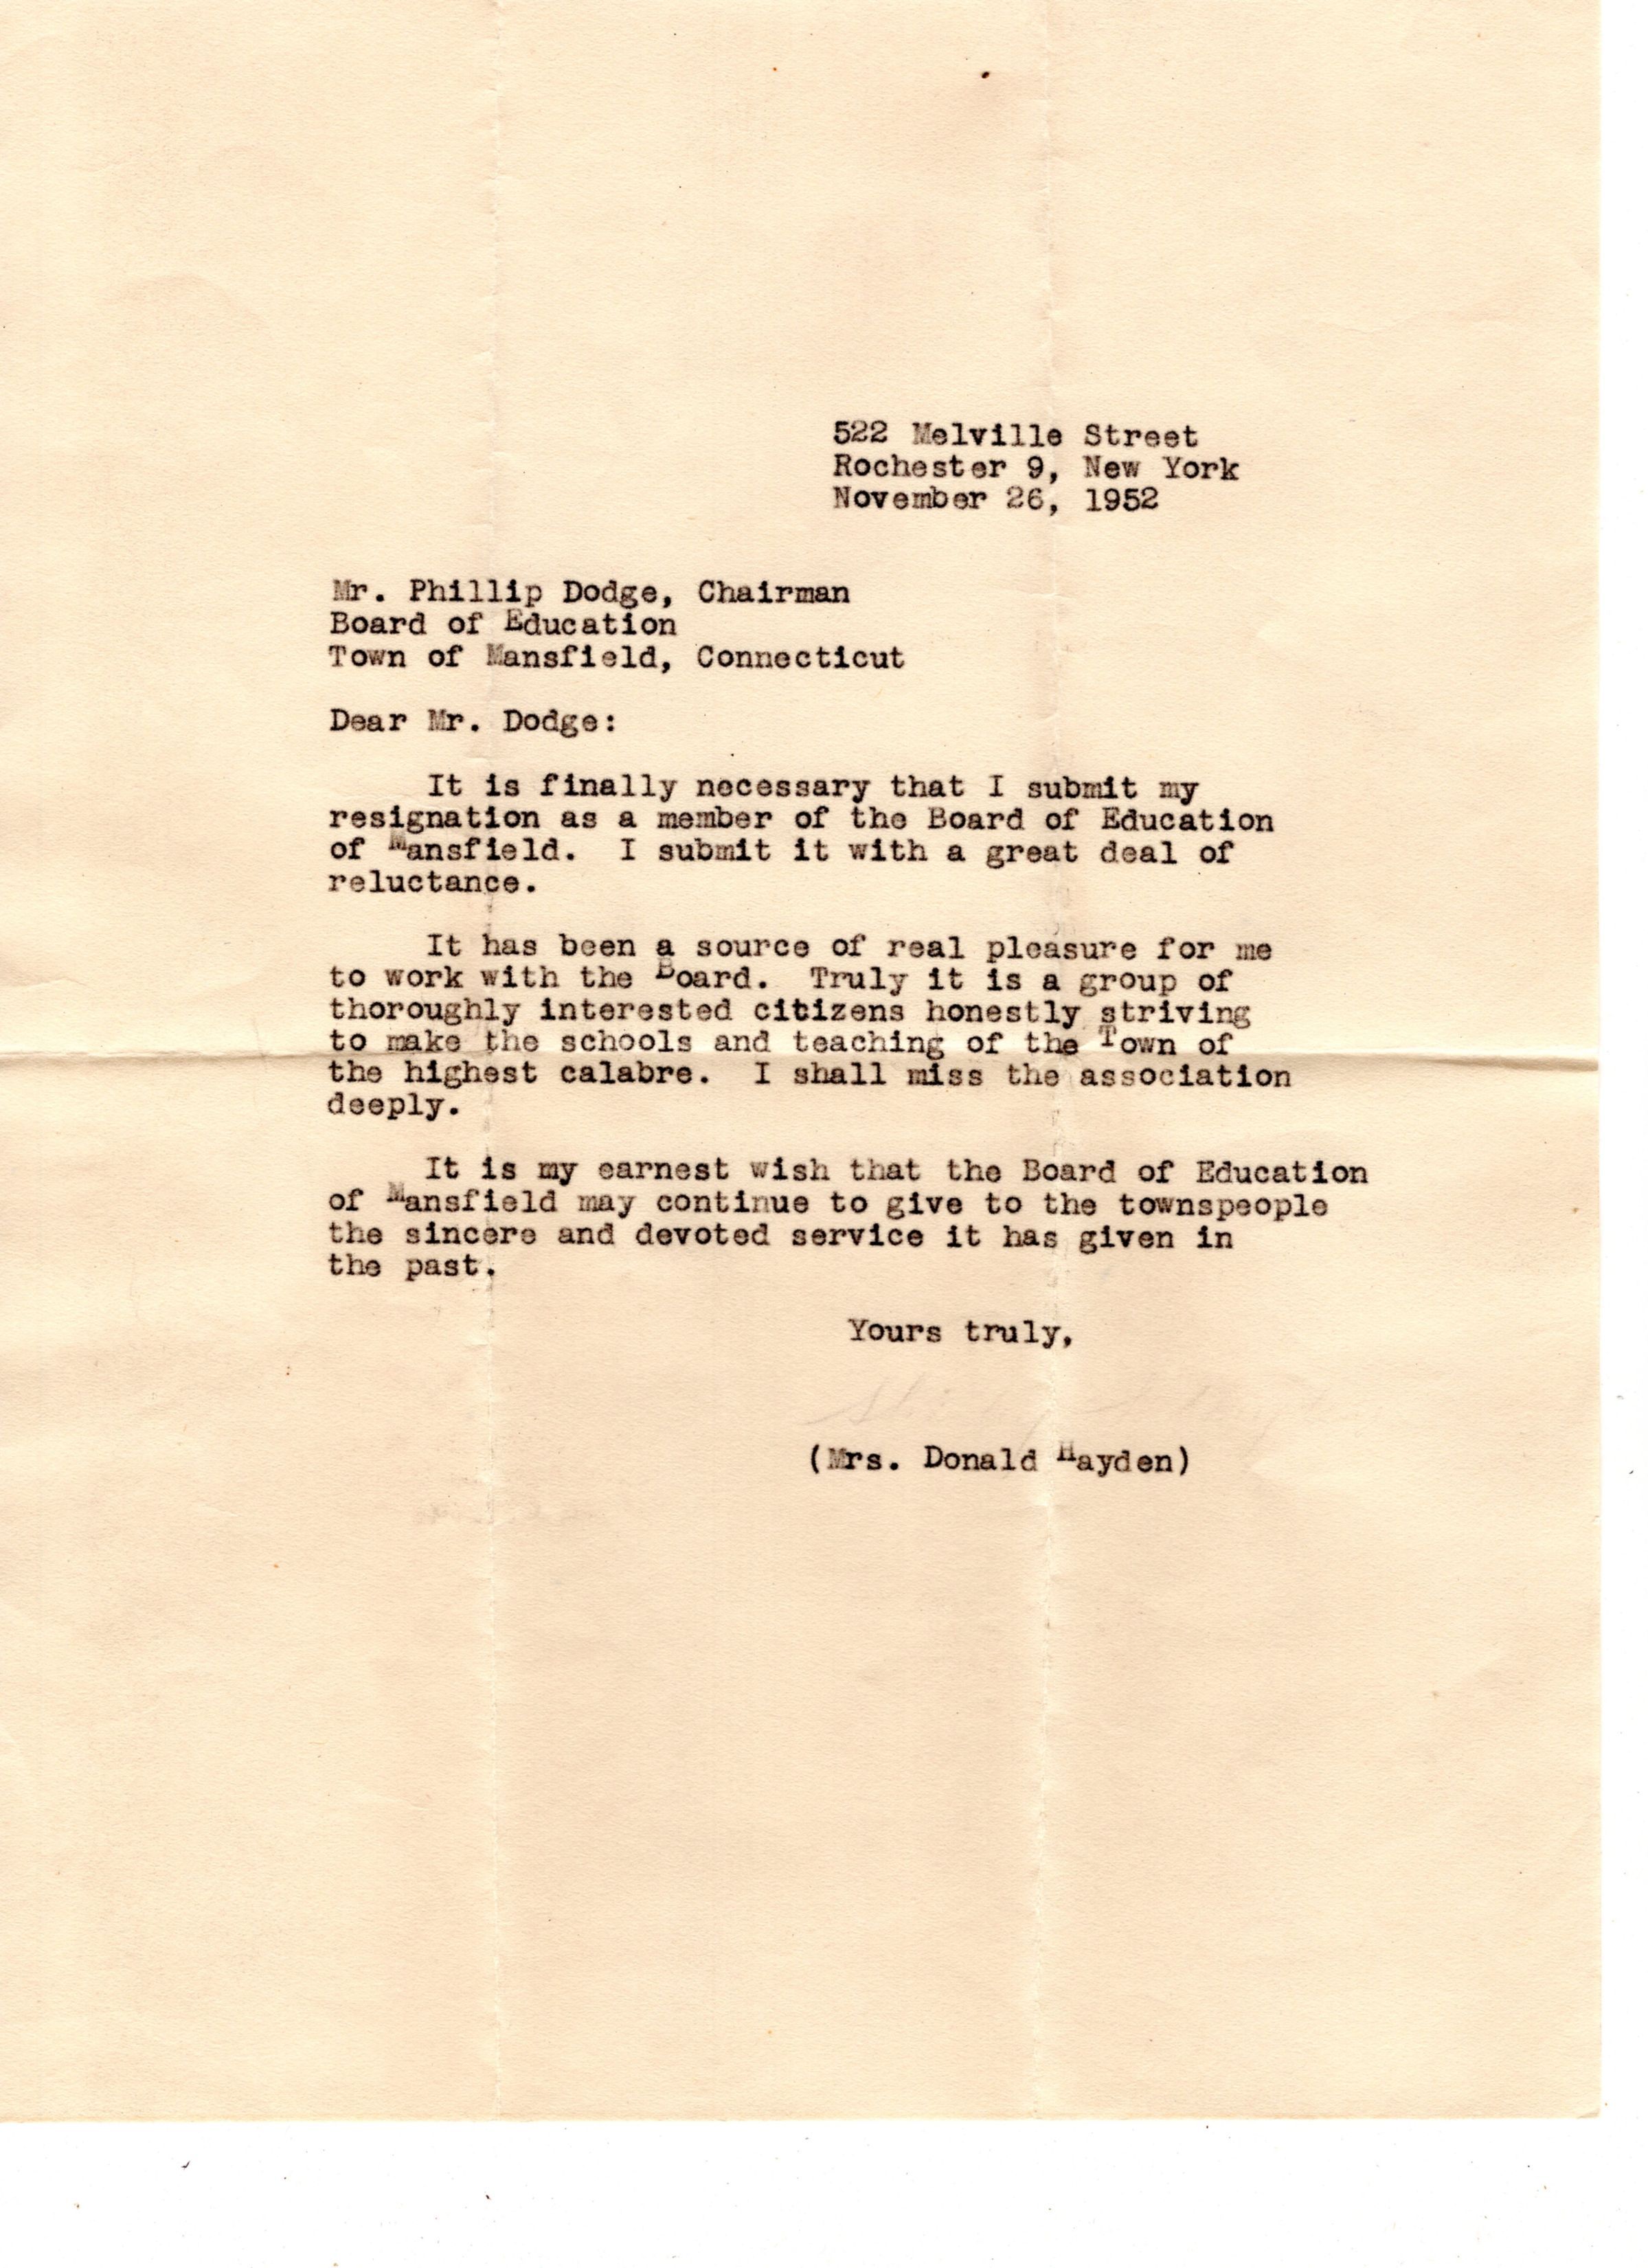 522 Melville Street
Rochester 9, New York
November 26, 1952
Mr. Phillip Dodge, Chairman
Board of Education
Town of Mansfield, Connecticut
Dear Mr. Dodge:
It is finally necessary that I submit my
resignation as a member of the Board of Education
of Mansfield. I submit it with a great deal of
reluctance.
It has been a source of real pleasure for me
to work with the Board. Truly it is a group of
thoroughly interested citizens honestly striving
to make the schools and teaching of the Town of
the highest calabre. I shall miss the association
deeply.
It is my earnest wish that the Board of Education
of Mansfield may continue to give to the townspeople
the sincere and devoted service it has given in
the past.
Yours truly,
(Mrs. Donald Hayden)